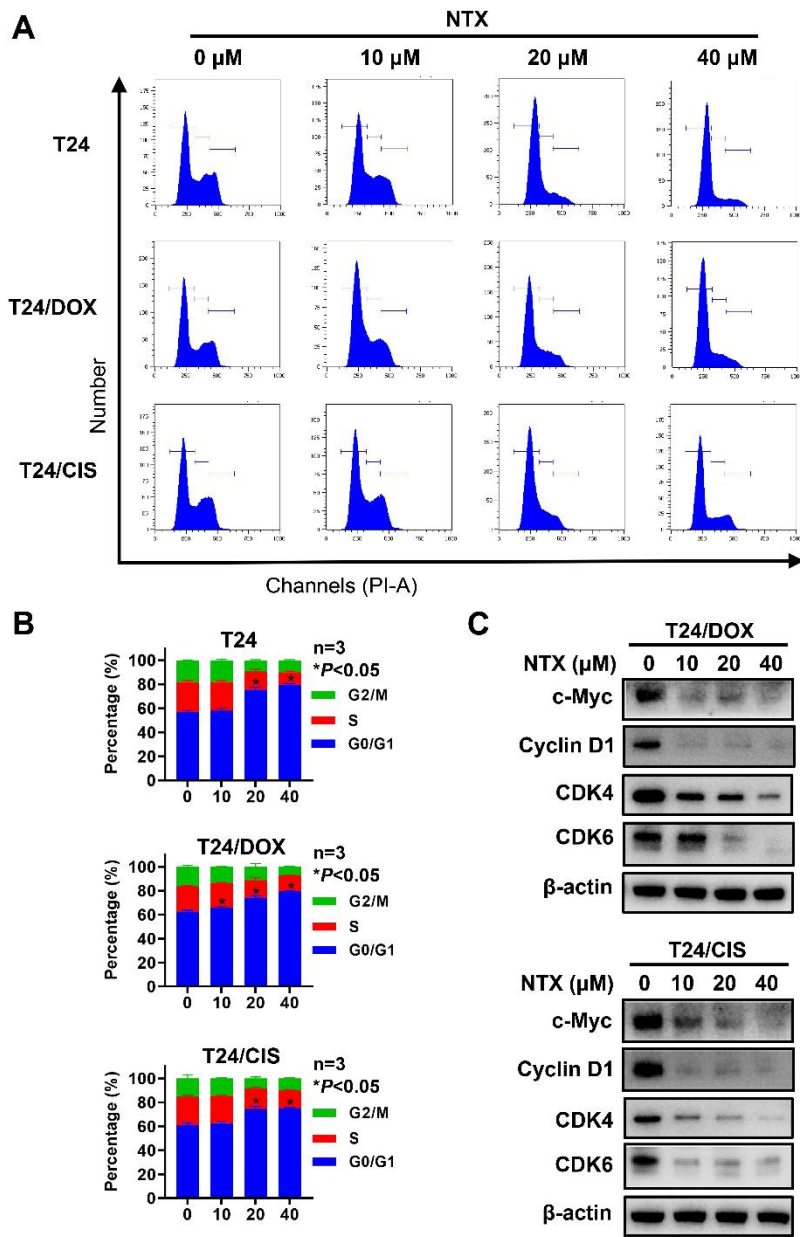 A
NTX
0 µM 10 µM 20 µM 40 µM
T24
T24/DOX
T24/CIS
Number
Channels (PI-A)
B
T24
n=3
*P<0.05
Percentage (%)
100
80
60
40
20
0
G2/M
S
G0/G1
0 10 20 40
T24/DOX
n=3
*P<0.05
Percentage (%)
100
80
60
40
20
0
G2/M
S
G0/G1
0 10 20 40
T24/CIS
n=3
*P<0.05
Percentage (%)
100
80
60
40
20
0
G2/M
S
G0/G1
0 10 20 40
C
T24/DOX
NTX (µM) 0 10 20 40
c-Myc
Cyclin D1
CDK4
CDK6
β-actin
T24/CIS
NTX (µM) 0 10 20 40
c-Myc
Cyclin D1
CDK4
CDK6
β-actin